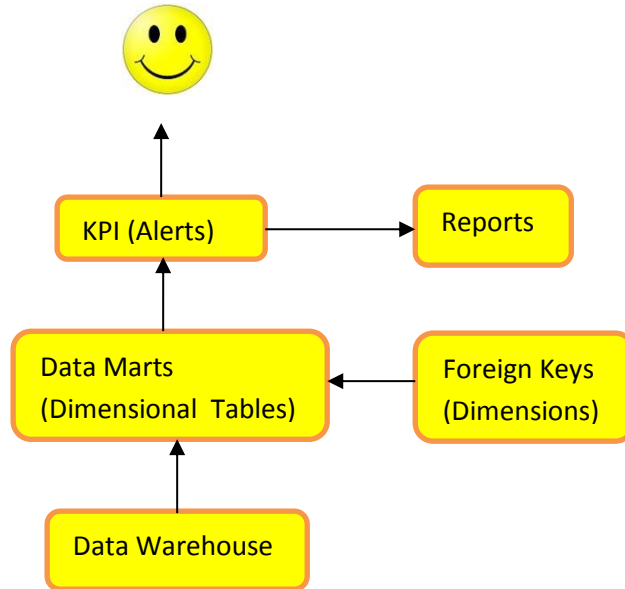 KPI (Alerts)
Reports
Data Marts
(Dimensional Tables)
Foreign Keys
(Dimensions)
Data Warehouse